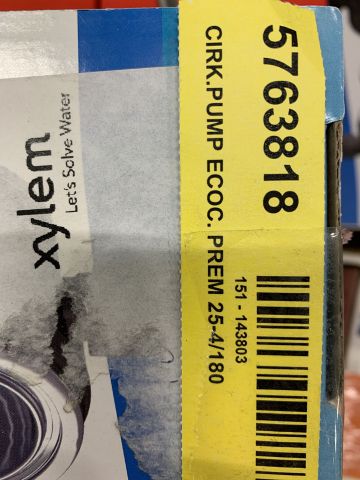 5763818
CIRK.PUMP ECOC. PREM 25-4/180
151 - 143803
xylem
Let's Solve Water